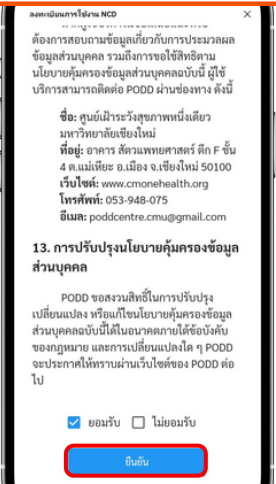 ลงทะเบียนการใช้งาน NCD ×
ต้องการสอบถามข้อมูลเกี่ยวกับการประมวลผล
ข้อมูลส่วนบุคคล รวมถึงการขอใช้สิทธิตาม
นโยบายคุ้มครองข้อมูลส่วนบุคคลฉบับนี้ ผู้ใช้
บริการสามารถติดต่อ PODD ผ่านช่องทาง ดังนี้
ชื่อ: ศูนย์เฝ้าระวังสุขภาพหนึ่งเดียว
มหาวิทยาลัยเชียงใหม่
ที่อยู่: อาคาร สัตวแพทยศาสตร์ ตึก F ชั้น
4 ต.แม่เหียะ อ.เมือง จ.เชียงใหม่ 50100
เว็บไซต์: www.cmonehealth.org
โทรศัพท์: 053-948-075
อีเมล: poddcentre.cmu@gmail.com
13. การปรับปรุงนโยบายคุ้มครองข้อมูล
ส่วนบุคคล
PODD ขอสงวนสิทธิ์ในการปรับปรุง
เปลี่ยนแปลง หรือแก้ไขนโยบายคุ้มครองข้อมูล
ส่วนบุคคลฉบับนี้ได้ในอนาคตภายใต้ข้อบังคับ
ของกฎหมาย และการเปลี่ยนแปลงใด ๆ PODD
จะประกาศให้ทราบผ่านเว็บไซต์ของ PODD ต่อ
ไป
ยอมรับ ไม่ยอมรับ
ยืนยัน